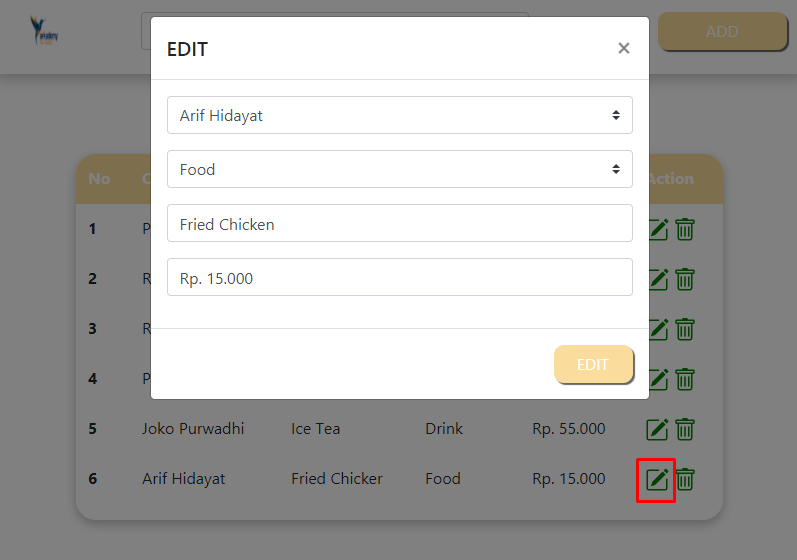 ADD
EDIT
×
Arif Hidayat
Food
Fried Chicken
Rp. 15.000
EDIT
No
Action
1
2
3
4
5 Joko Purwadhi Ice Tea Drink Rp. 55.000
6 Arif Hidayat Fried Chicker Food Rp. 15.000